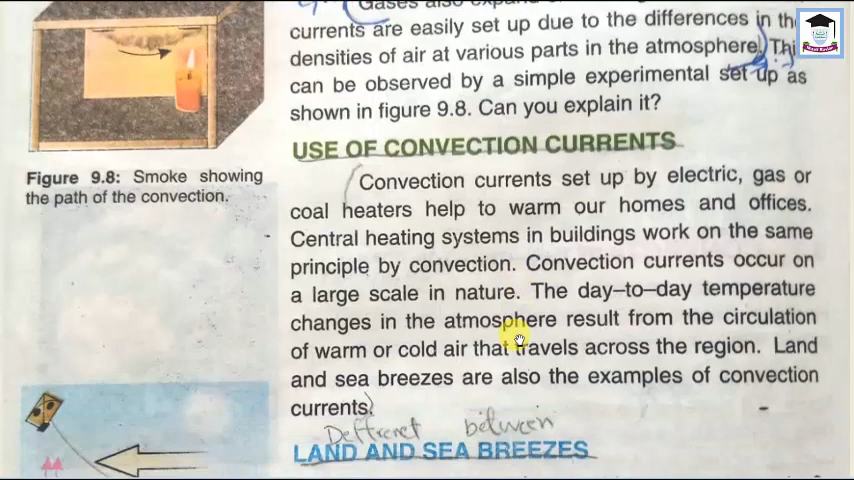 Gases also expand
currents are easily set up due to the differences in the
densities of air at various parts in the atmosphere. This
can be observed by a simple experimental set up as
shown in figure 9.8. Can you explain it?
USE OF CONVECTION CURRENTS
Convection currents set up by electric, gas or
coal heaters help to warm our homes and offices.
Central heating systems in buildings work on the same
principle by convection. Convection currents occur on
a large scale in nature. The day–to–day temperature
changes in the atmosphere result from the circulation
of warm or cold air that travels across the region. Land
and sea breezes are also the examples of convection
currents.
Deffrenet between
LAND AND SEA BREEZES
Figure 9.8: Smoke showing
the path of the convection.